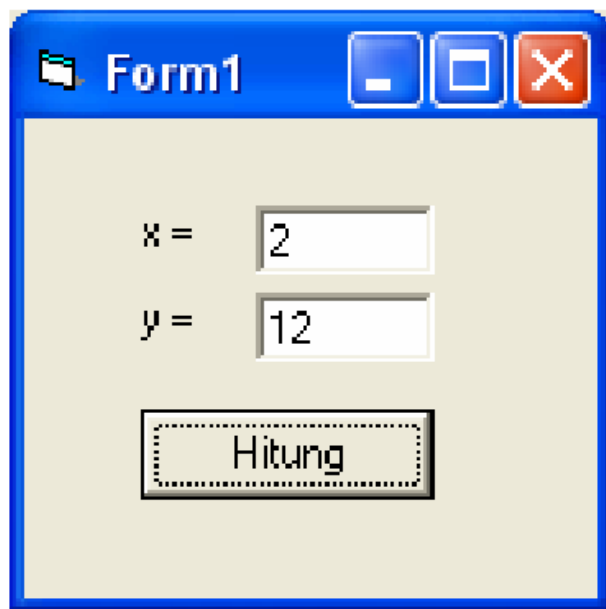 Form1
x = 2
y = 12
Hitung